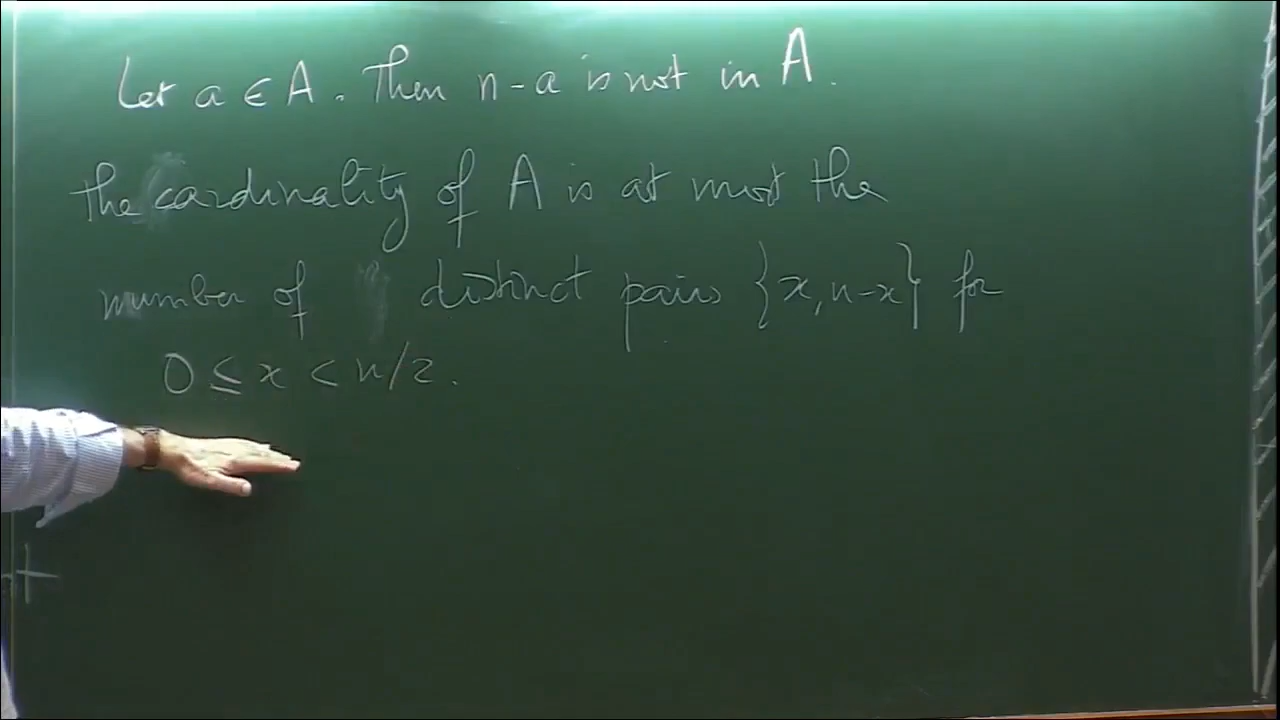 Let a ∈ A. Then n-a is not in A.
The cardinality of A is at most the
number of distinct pairs {x, n-x} for
0 ≤ x < n/2.